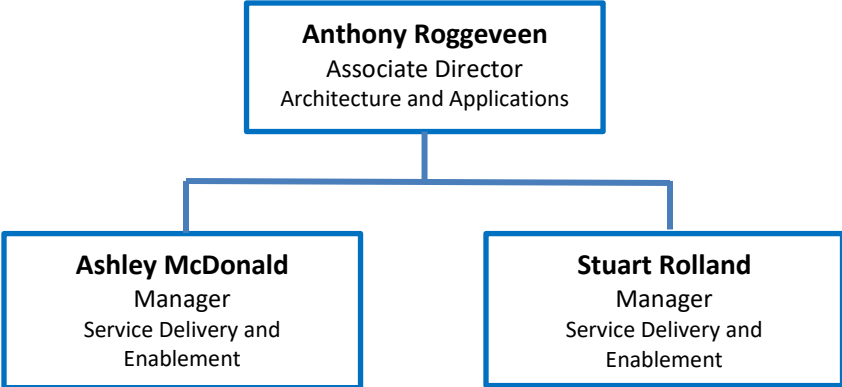 Anthony Roggeveen
Associate Director
Architecture and Applications
Ashley McDonald
Manager
Service Delivery and
Enablement
Stuart Rolland
Manager
Service Delivery and
Enablement